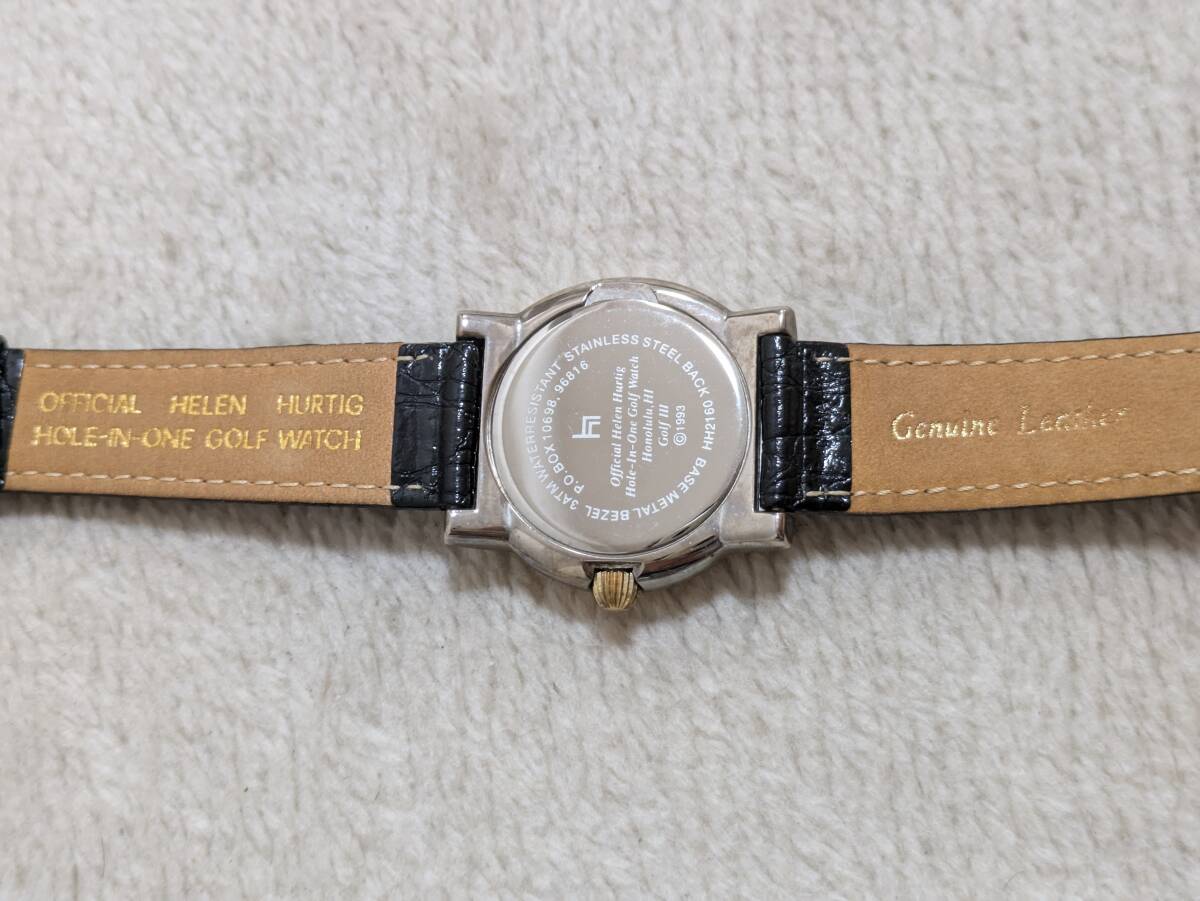 OFFICIAL HELEN HURTIG
HOLE-IN-ONE GOLF WATCH
BASE METAL BEZEL 3ATM WATERRESISTANT STAINLESS STEEL BACK HH2160
P.O.BOX 10698, 96816
Official Helen Hurtig
Hole-In-One Golf Watch
Honolulu, HI
Golf III
©1993
Genuine Leather